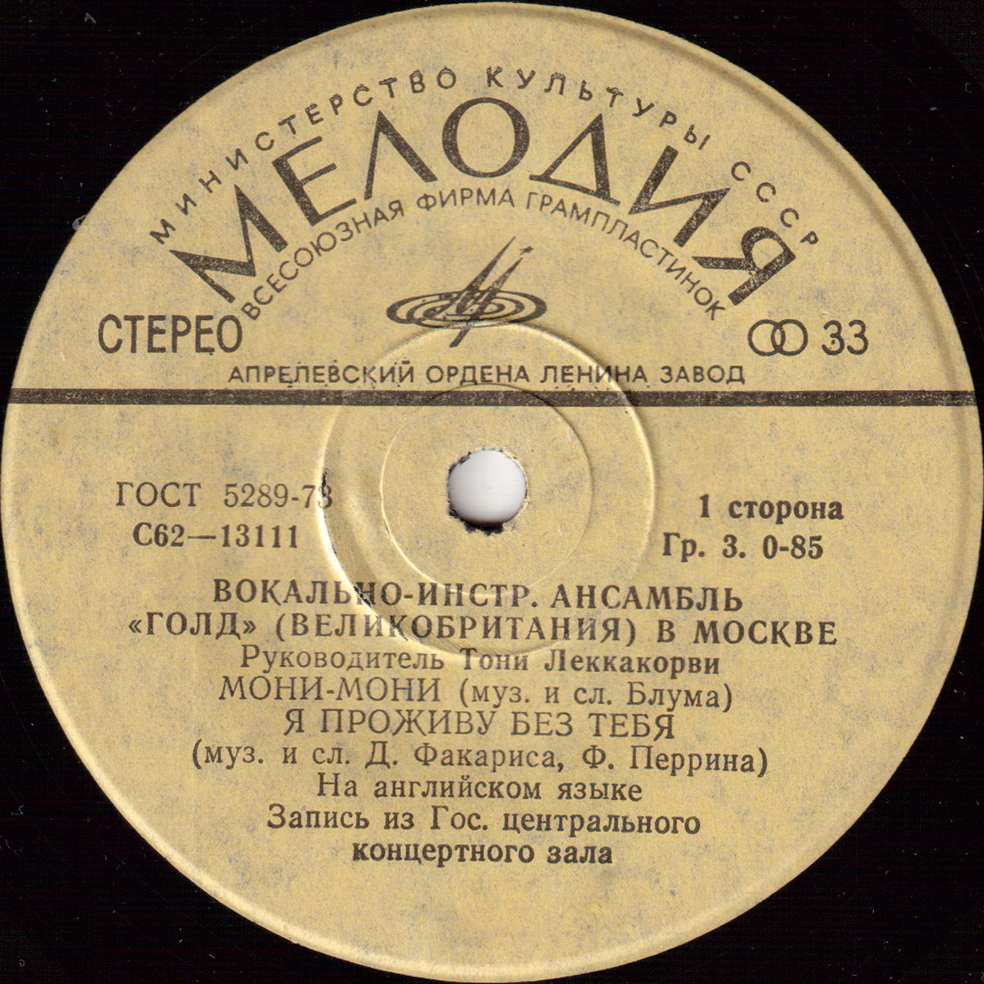 МИНИСТЕРСТВО КУЛЬТУРЫ СССР
МЕЛОДИЯ
ВСЕСОЮЗНАЯ ФИРМА ГРАМПЛАСТИНОК
СТЕРЕО
33
АПРЕЛЕВСКИЙ ОРДЕНА ЛЕНИНА ЗАВОД
ГОСТ 5289-73
С62—13111
1 сторона
Гр. 3. 0-85
ВОКАЛЬНО-ИНСТР. АНСАМБЛЬ
«ГОЛД» (ВЕЛИКОБРИТАНИЯ) В МОСКВЕ
Руководитель Тони Леккакорви
МОНИ-МОНИ (муз. и сл. Блума)
Я ПРОЖИВУ БЕЗ ТЕБЯ
(муз. и сл. Д. Факариса, Ф. Перрина)
На английском языке
Запись из Гос. центрального
концертного зала